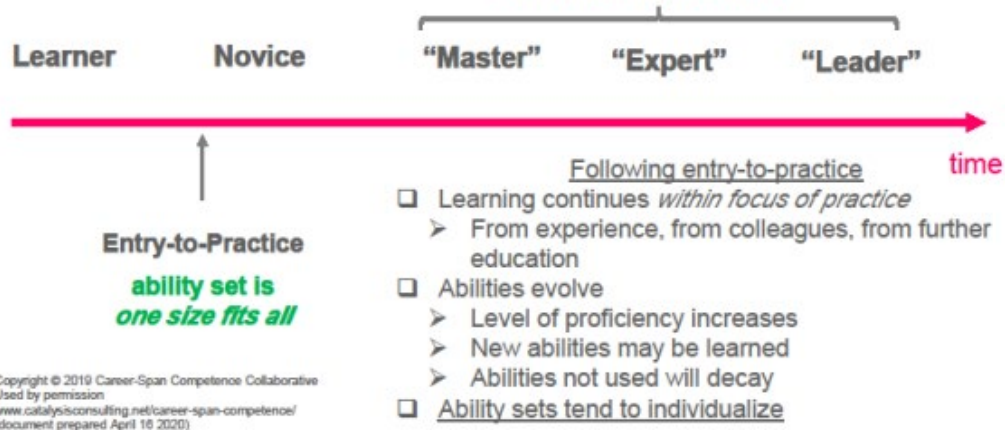 Learner Novice “Master” “Expert” “Leader”
time
Entry-to-Practice
ability set is
one size fits all
Following entry-to-practice
❑ Learning continues within focus of practice
➢ From experience, from colleagues, from further
education
❑ Abilities evolve
➢ Level of proficiency increases
➢ New abilities may be learned
➢ Abilities not used will decay
❑ Ability sets tend to individualize
Copyright © 2019 Career-Span Competence Collaborative
Used by permission
www.catalysisconsulting.net/career-span-competence/
(document prepared April 16 2020)